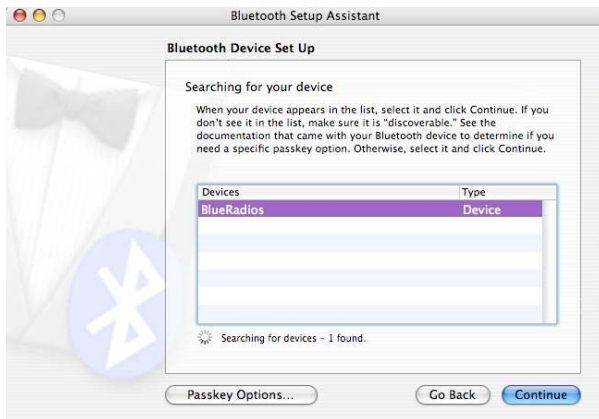 Bluetooth Setup Assistant
Bluetooth Device Set Up
Searching for your device
When your device appears in the list, select it and click Continue. If you
don't see it in the list, make sure it is "discoverable." See the
documentation that came with your Bluetooth device to determine if you
need a specific passkey option. Otherwise, select it and click Continue.
Devices Type
BlueRadios Device
Searching for devices – 1 found.
Passkey Options... Go Back Continue